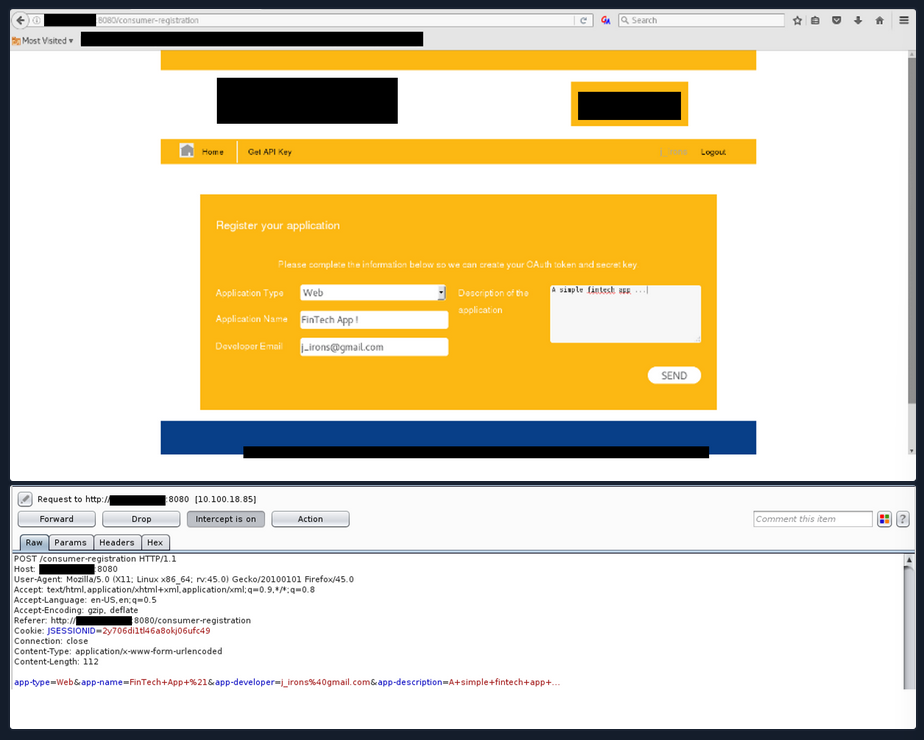 8080/consumer-registration
Search
Most Visited
Home
Get API Key
j_irons
Logout
Register your application
Please complete the information below so we can create your OAuth token and secret key.
Application Type
Web
Description of the application
A simple fintech app ...
Application Name
FinTech App !
Developer Email
j_irons@gmail.com
SEND
Request to http://
:8080 [10.100.18.85]
Forward
Drop
Intercept is on
Action
Comment this item
?
Raw
Params
Headers
Hex
POST /consumer-registration HTTP/1.1
Host:
:8080
User-Agent: Mozilla/5.0 (X11; Linux x86_64; rv:45.0) Gecko/20100101 Firefox/45.0
Accept: text/html,application/xhtml+xml,application/xml;q=0.9,*/*;q=0.8
Accept-Language: en-US,en;q=0.5
Accept-Encoding: gzip, deflate
Referer: http://
:8080/consumer-registration
Cookie: JSESSIONID=2y706di1tl46a8okj06ufc49
Connection: close
Content-Type: application/x-www-form-urlencoded
Content-Length: 112
app-type=Web&app-name=FinTech+App+%21&app-developer=j_irons%40gmail.com&app-description=A+simple+fintech+app+...